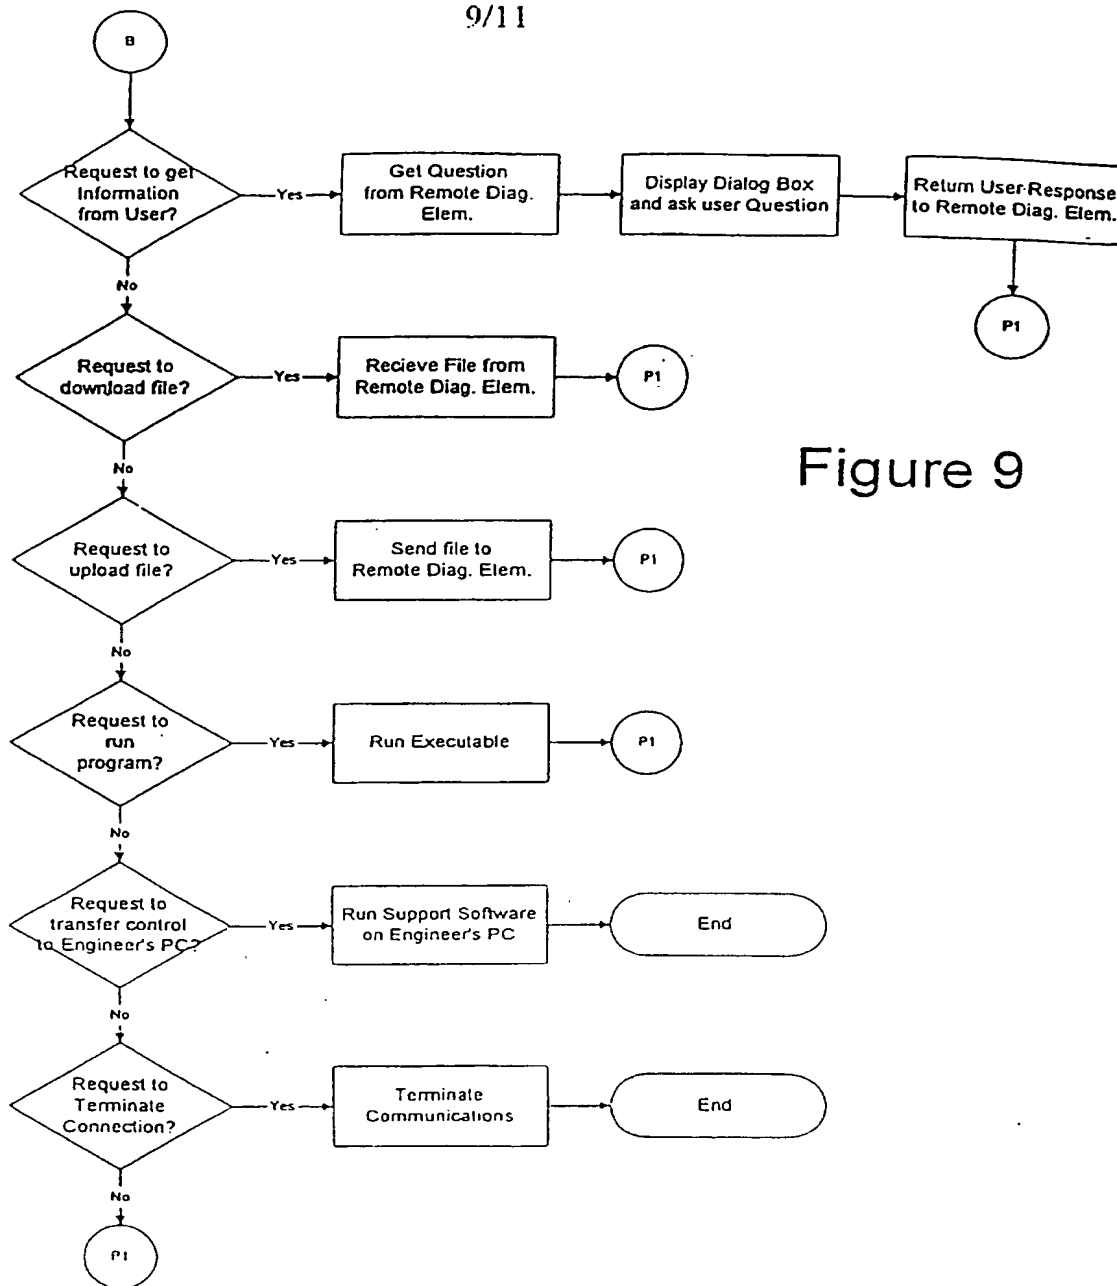 9/11
B
Request to get
Information
from User?
Yes
Get Question
from Remote Diag.
Elem.
Display Dialog Box
and ask user Question
Return User Response
to Remote Diag. Elem.
P1
No
Request to
download file?
Yes
Recieve File from
Remote Diag. Elem.
P1
Figure 9
No
Request to
upload file?
Yes
Send file to
Remote Diag. Elem.
P1
No
Request to
run
program?
Yes
Run Executable
P1
No
Request to
transfer control
to Engineer's PC?
Yes
Run Support Software
on Engineer's PC
End
No
Request to
Terminate
Connection?
Yes
Terminate
Communications
End
No
P1